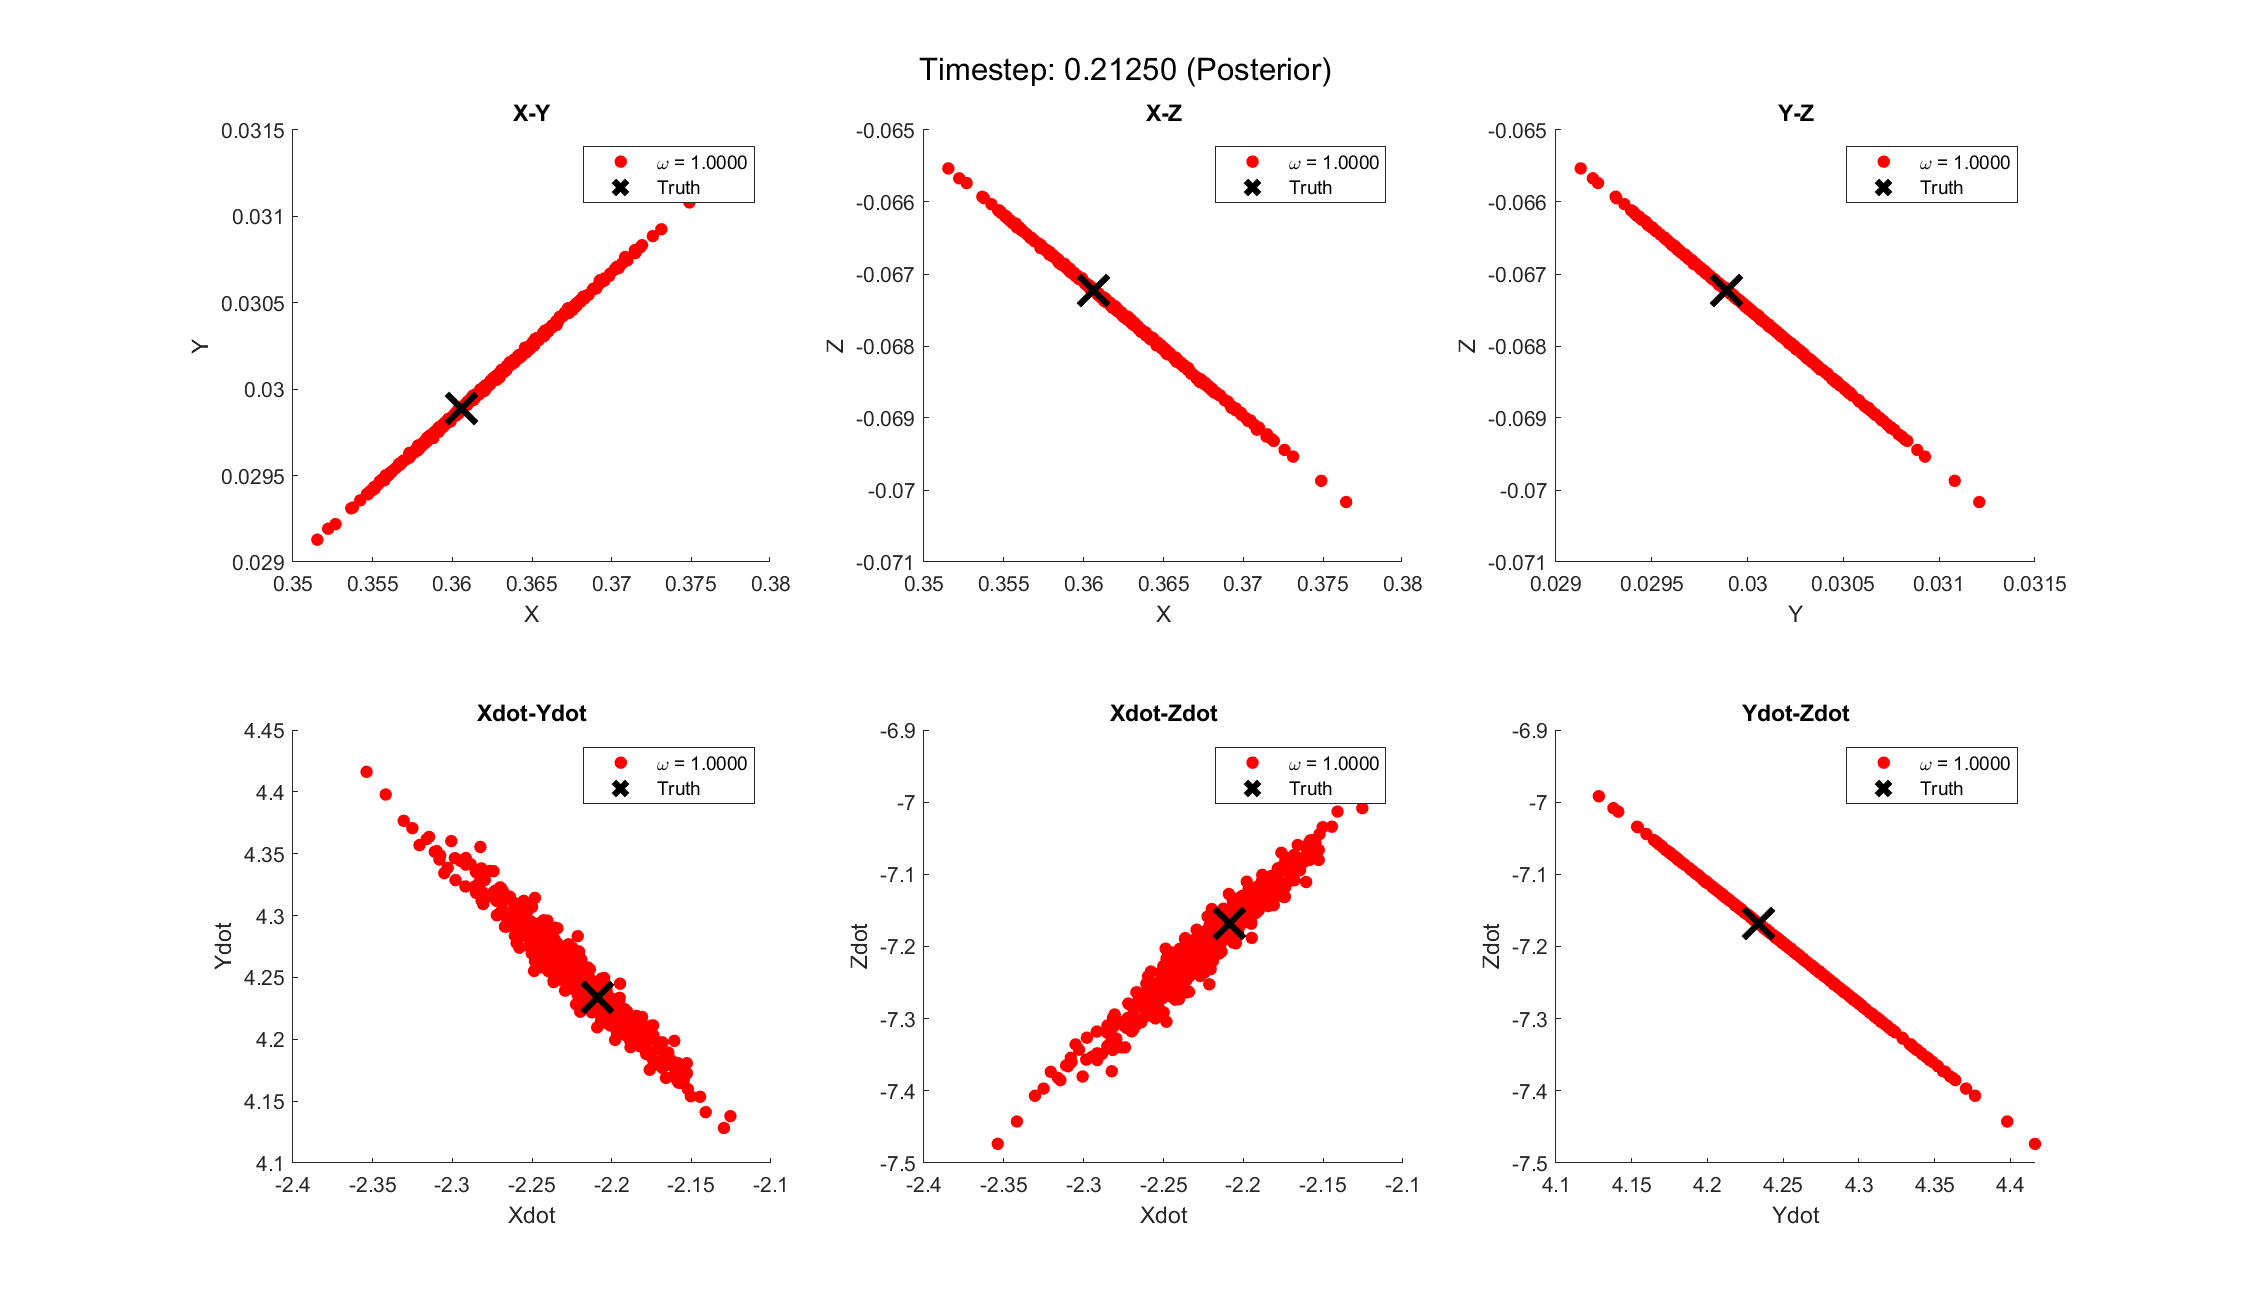 Timestep: 0.21250 (Posterior)
X-Y
0.0315
0.031
0.0305
0.03
0.0295
0.029
Y
0.35 0.355 0.36 0.365 0.37 0.375 0.38
X
ω = 1.0000
Truth
X-Z
-0.065
-0.066
-0.067
-0.068
-0.069
-0.07
-0.071
Z
0.35 0.355 0.36 0.365 0.37 0.375 0.38
X
ω = 1.0000
Truth
Y-Z
-0.065
-0.066
-0.067
-0.068
-0.069
-0.07
-0.071
Z
0.029 0.0295 0.03 0.0305 0.031 0.0315
Y
ω = 1.0000
Truth
Xdot-Ydot
4.45
4.4
4.35
4.3
4.25
4.2
4.15
4.1
Ydot
-2.4 -2.35 -2.3 -2.25 -2.2 -2.15 -2.1
Xdot
ω = 1.0000
Truth
Xdot-Zdot
-6.9
-7
-7.1
-7.2
-7.3
-7.4
-7.5
Zdot
-2.4 -2.35 -2.3 -2.25 -2.2 -2.15 -2.1
Xdot
ω = 1.0000
Truth
Ydot-Zdot
-6.9
-7
-7.1
-7.2
-7.3
-7.4
-7.5
Zdot
4.1 4.15 4.2 4.25 4.3 4.35 4.4
Ydot
ω = 1.0000
Truth